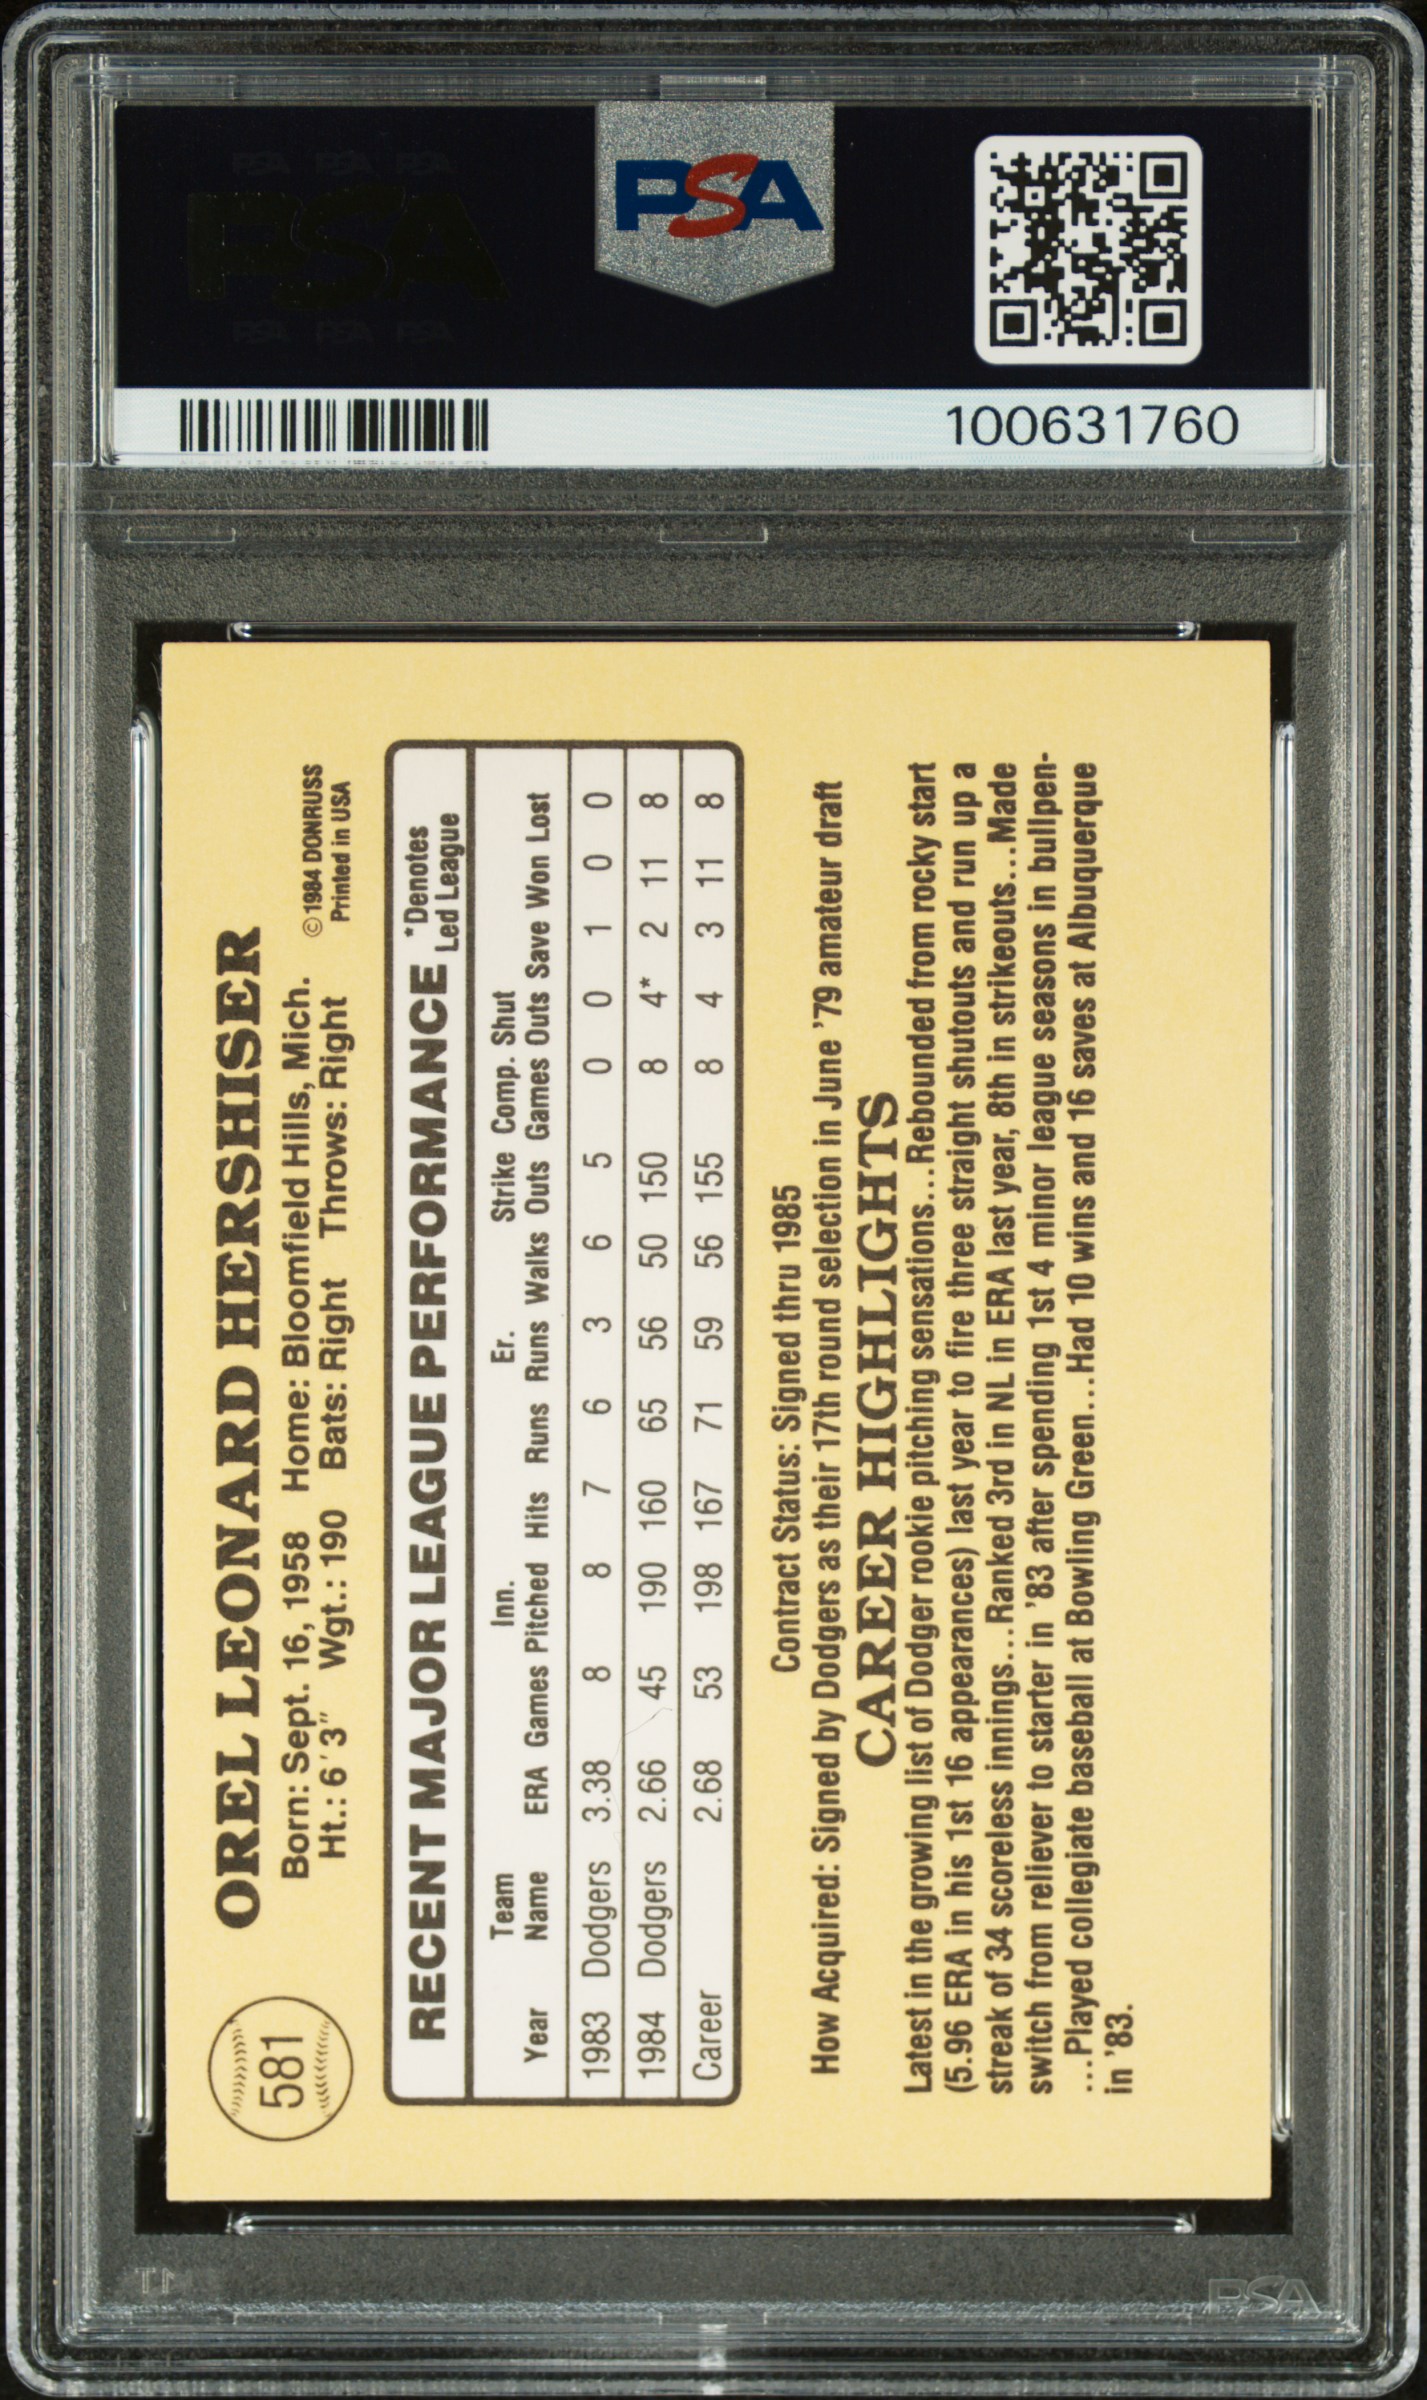 PSA PSA PSA
PSA
PSA PSA PSA
PSA
100631760
581
OREL LEONARD HERSHISER
Born: Sept. 16, 1958 Home: Bloomfield Hills, Mich.
Ht.: 6'3" Wgt.: 190 Bats: Right Throws: Right
© 1984 DONRUSS
Printed in USA
RECENT MAJOR LEAGUE PERFORMANCE
*Denotes
Led League
Team Inn. Er. Strike Comp. Shut
Year Name ERA Games Pitched Hits Runs Runs Walks Outs Games Outs Save Won Lost
1983 Dodgers 3.38 8 8 7 6 3 6 5 0 0 1 0 0
1984 Dodgers 2.66 45 190 160 65 56 50 150 8 4* 2 11 8
Career 2.68 53 198 167 71 59 56 155 8 4 3 11 8
Contract Status: Signed thru 1985
How Acquired: Signed by Dodgers as their 17th round selection in June '79 amateur draft
CAREER HIGHLIGHTS
Latest in the growing list of Dodger rookie pitching sensations...Rebounded from rocky start
(5.96 ERA in his 1st 16 appearances) last year to fire three straight shutouts and run up a
streak of 34 scoreless innings...Ranked 3rd in NL in ERA last year, 8th in strikeouts...Made
switch from reliever to starter in '83 after spending 1st 4 minor league seasons in bullpen-
...Played collegiate baseball at Bowling Green...Had 10 wins and 16 saves at Albuquerque
in '83.
PSA